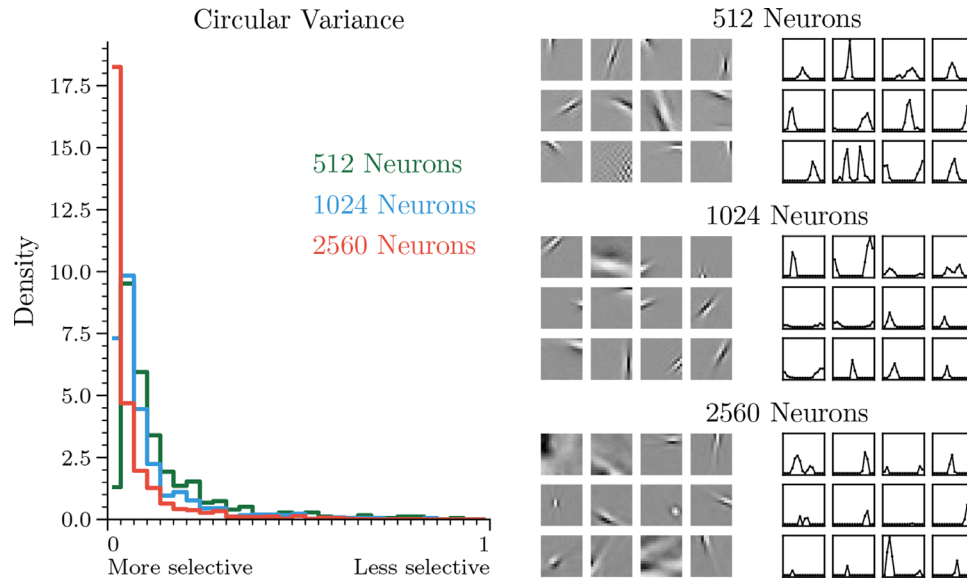 Circular Variance
Density
17.5
15.0
12.5
10.0
7.5
5.0
2.5
0.0
0
1
More selective
Less selective
512 Neurons
1024 Neurons
2560 Neurons
512 Neurons
1024 Neurons
2560 Neurons